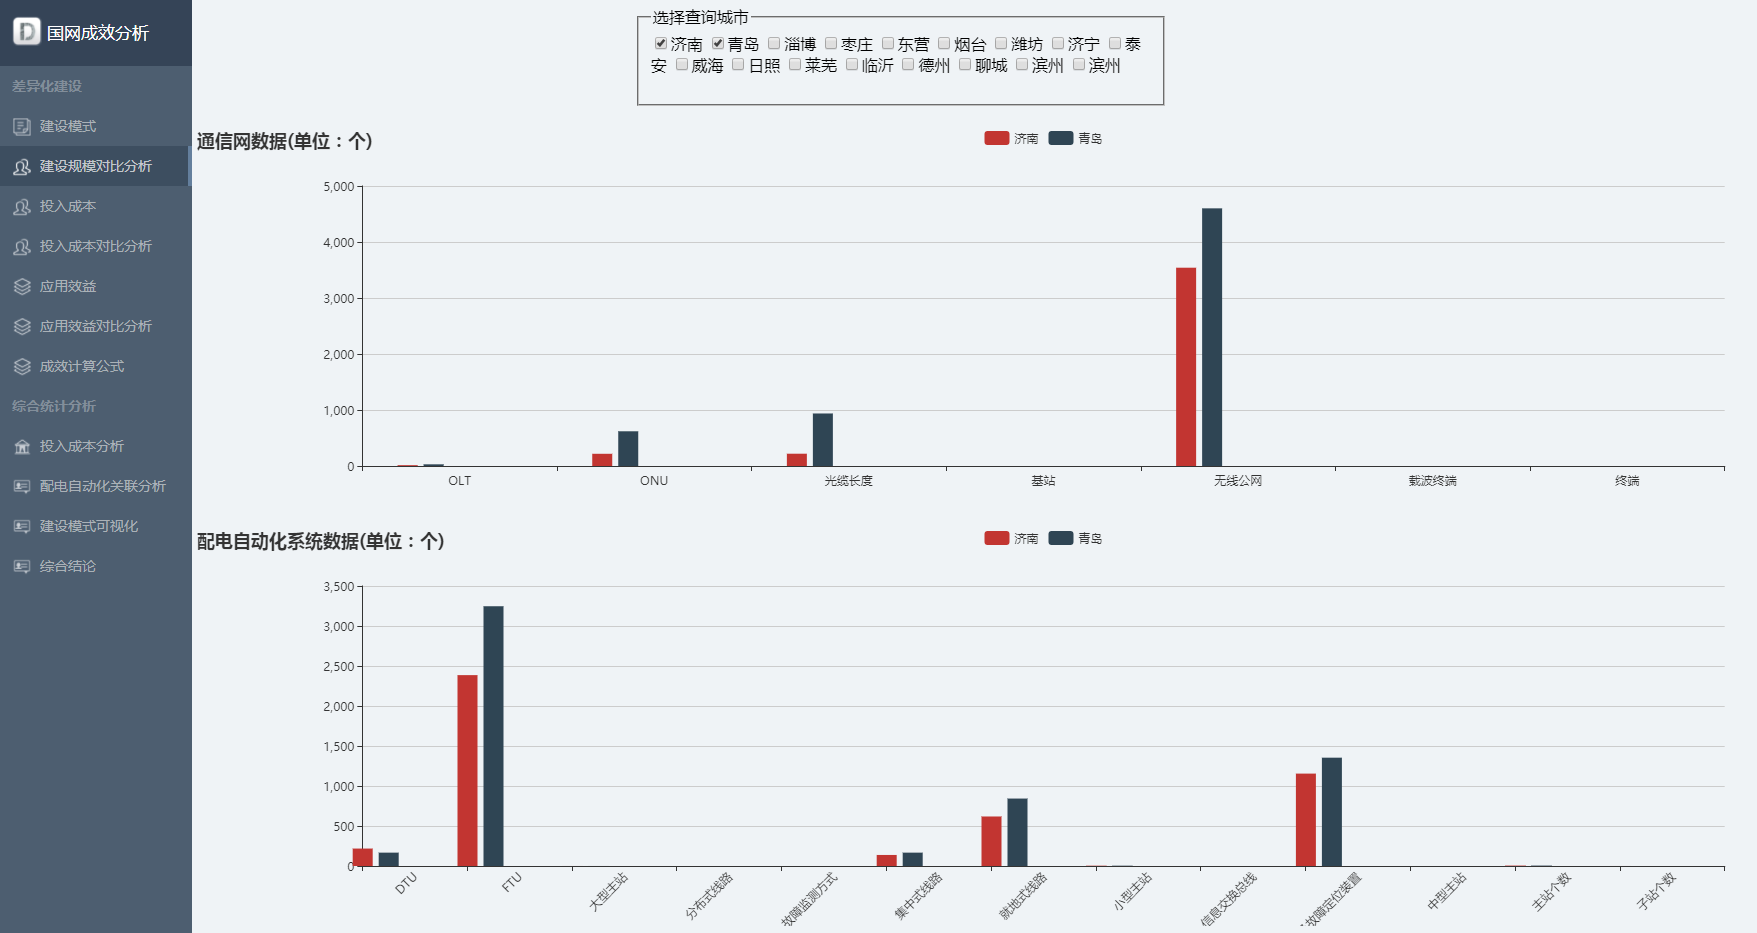 国网成效分析
差异化建设
建设模式
建设规模对比分析
投入成本
投入成本对比分析
应用效益
应用效益对比分析
成效计算公式
综合统计分析
投入成本分析
配电自动化关联分析
建设模式可视化
综合结论
选择查询城市
济南 青岛 淄博 枣庄 东营 烟台 潍坊 济宁 泰
安 威海 日照 莱芜 临沂 德州 聊城 滨州 滨州
通信网数据(单位：个)
济南 青岛
5,000
4,000
3,000
2,000
1,000
0
OLT ONU 光缆长度 基站 无线公网 载波终端 终端
配电自动化系统数据(单位：个)
济南 青岛
3,500
3,000
2,500
2,000
1,500
1,000
500
0
DTU FTU 大型主站 分布式线路 故障监测方式 集中式线路 就地式线路 小型主站 信息交换总线 故障定位装置 中型主站 主站个数 子站个数